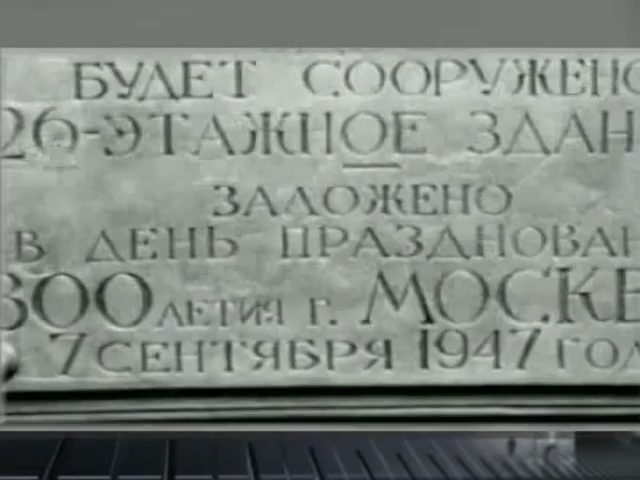 БУДЕТ СООРУЖЕНО
26-ЭТАЖНОЕ ЗДАН
ЗАЛОЖЕНО
В ДЕНЬ ПРАЗДНОВАН
800 ЛЕТИЯ Г. МОСКВ
7 СЕНТЯБРЯ 1947 ГОД